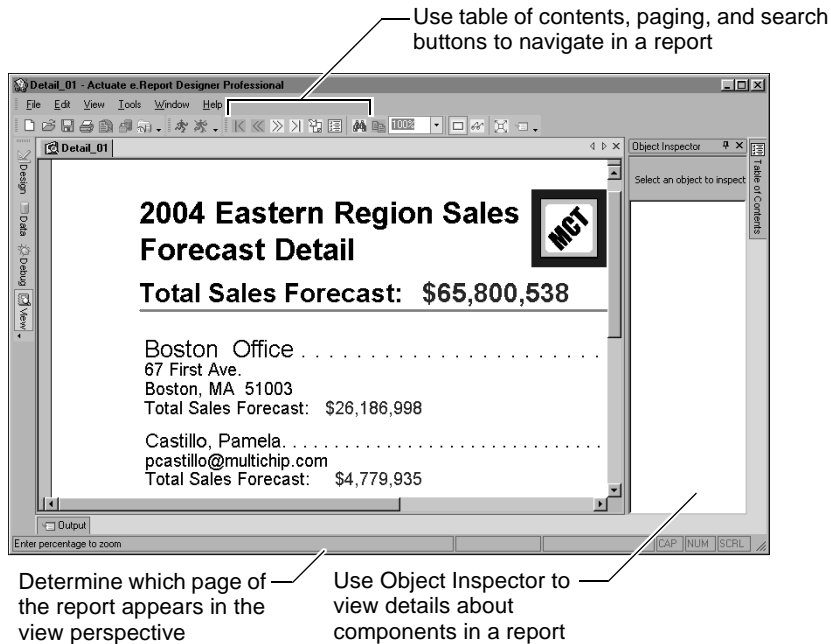 Use table of contents, paging, and search
buttons to navigate in a report
Detail_01 - Actuate e.Report Designer Professional
File Edit View Tools Window Help
100%
Detail_01
Object Inspector
Select an object to inspect
Table of Contents
Design
Data
Debug
View
2004 Eastern Region Sales
Forecast Detail
MCT
Total Sales Forecast: $65,800,538
Boston Office . . . . . . . . . . . . . . . . . . . . . . .
67 First Ave.
Boston, MA 51003
Total Sales Forecast: $26,186,998
Castillo, Pamela. . . . . . . . . . . . . . . . . . . . . . . . .
pcastillo@multichip.com
Total Sales Forecast: $4,779,935
Output
Enter percentage to zoom
CAP NUM SCRL
Determine which page of
the report appears in the
view perspective
Use Object Inspector to
view details about
components in a report